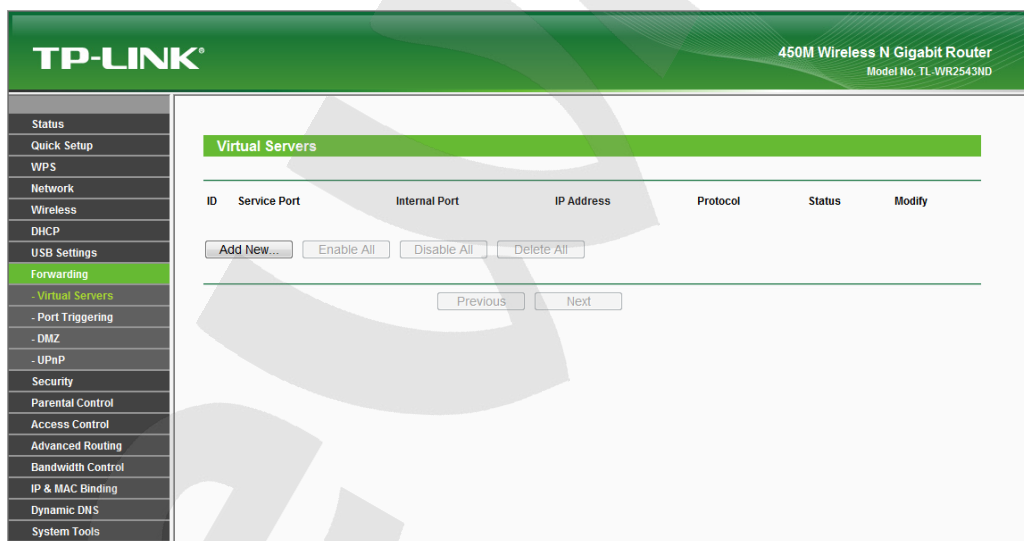 TP-LINK®
450M Wireless N Gigabit Router
Model No. TL-WR2543ND
Status
Quick Setup
WPS
Network
Wireless
DHCP
USB Settings
Forwarding
- Virtual Servers
- Port Triggering
- DMZ
- UPnP
Security
Parental Control
Access Control
Advanced Routing
Bandwidth Control
IP & MAC Binding
Dynamic DNS
System Tools
Virtual Servers
ID Service Port Internal Port IP Address Protocol Status Modify
Add New... Enable All Disable All Delete All
Previous Next